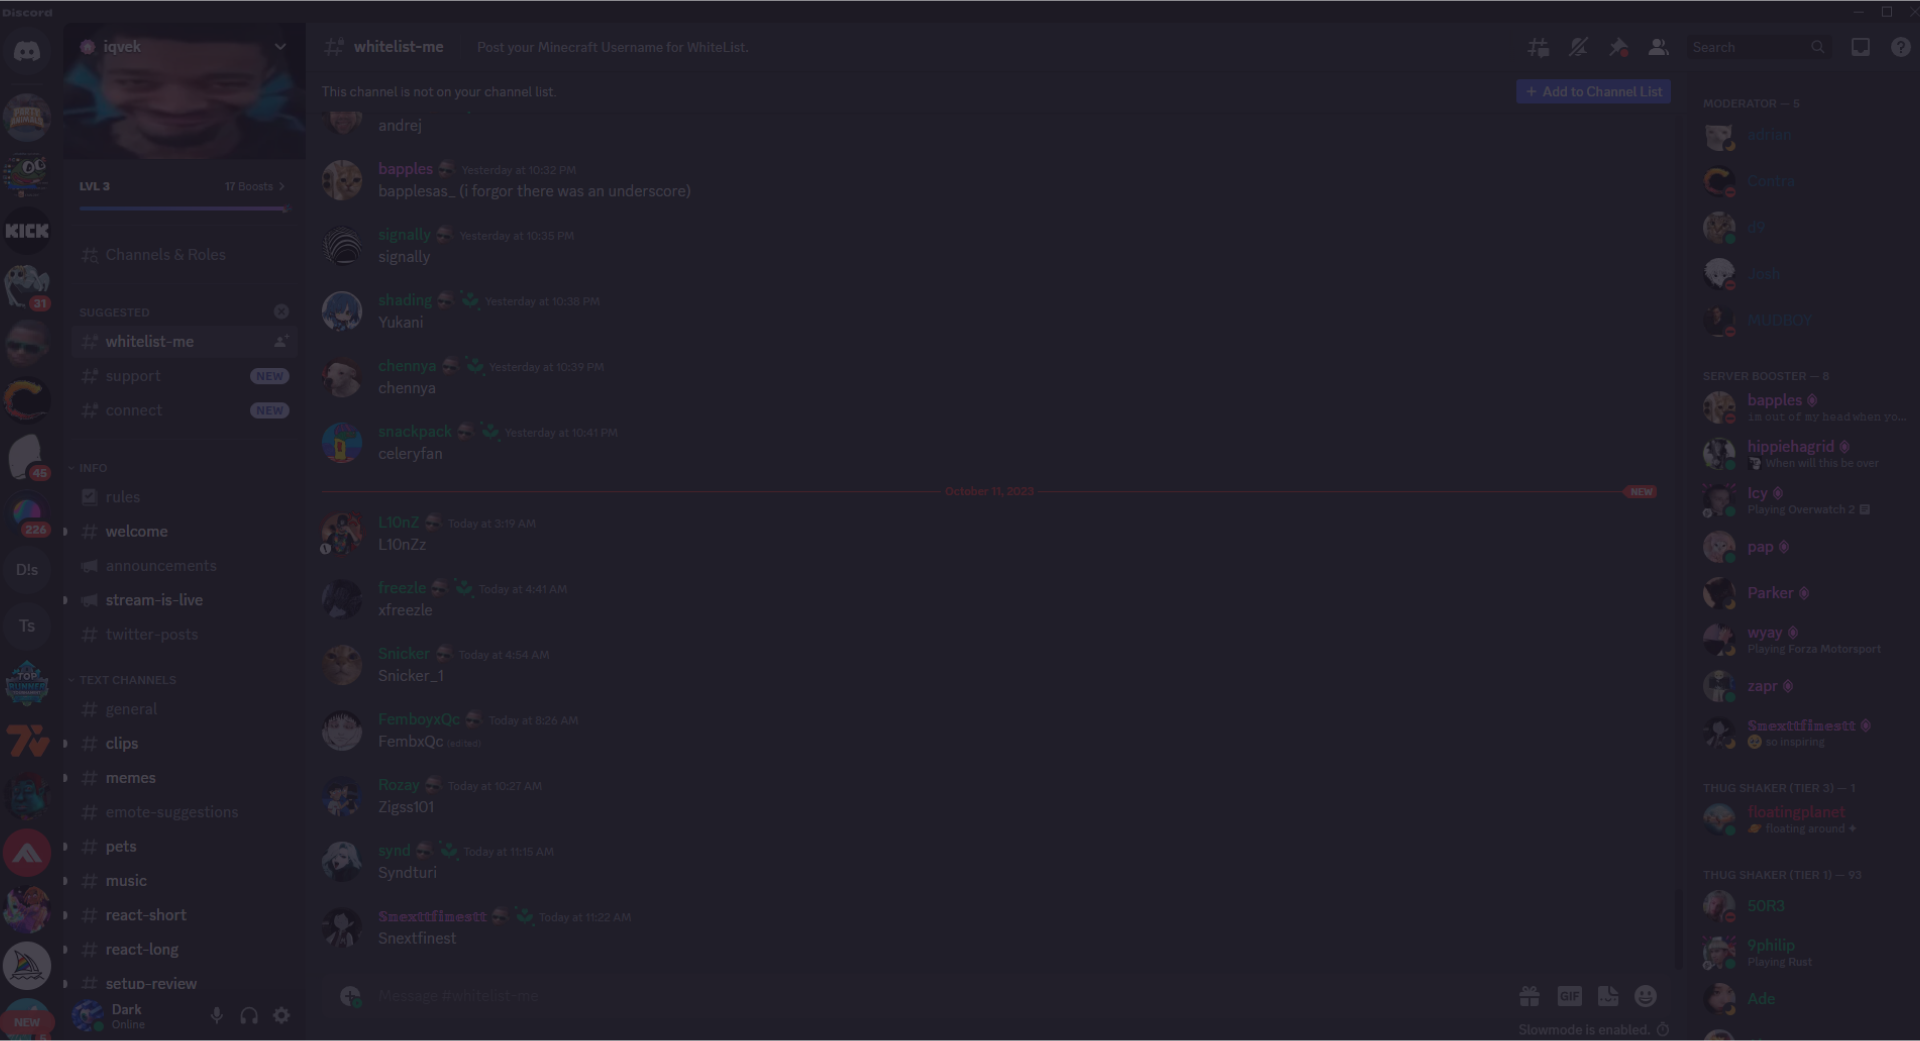 Discord
iqvek
LVL 3
17 Boosts
Channels & Roles
SUGGESTED
whitelist-me
support
NEW
connect
NEW
INFO
rules
welcome
announcements
stream-is-live
twitter-posts
TEXT CHANNELS
general
clips
memes
emote-suggestions
pets
music
react-short
react-long
setup-review
Dark
Online
KICK
31
45
226
D!s
Ts
TOP
NEW
whitelist-me
Post your Minecraft Username for WhiteList.
Search
This channel is not on your channel list.
+ Add to Channel List
andrej
bapples Yesterday at 10:32 PM
bapplesas_ (i forgor there was an underscore)
signally Yesterday at 10:35 PM
signally
shading Yesterday at 10:38 PM
Yukani
chennya Yesterday at 10:39 PM
chennya
snackpack Yesterday at 10:41 PM
celeryfan
October 11, 2023
NEW
L10nZ Today at 3:19 AM
L10nZz
freezle Today at 4:41 AM
xfreezle
Snicker Today at 4:54 AM
Snicker_1
FemboyxQc Today at 8:26 AM
FembxQc (edited)
Rozay Today at 10:27 AM
Zigss101
synd Today at 11:15 AM
Syndturi
Snexttfinestt Today at 11:22 AM
Snextfinest
Message #whitelist-me
GIF
Slowmode is enabled.
MODERATOR — 5
adrian
Contra
d9
Josh
MUDBOY
SERVER BOOSTER — 8
bapples
im out of my head when yo...
hippiehagrid
When will this be over
Icy
Playing Overwatch 2
pap
Parker
wyay
Playing Forza Motorsport
zapr
Snexttfinestt
so inspiring
THUG SHAKER (TIER 3) — 1
floatingplanet
floating around
THUG SHAKER (TIER 1) — 93
50R3
9philip
Playing Rust
Ade